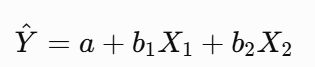 Ŷ = a + b₁X₁ + b₂X₂